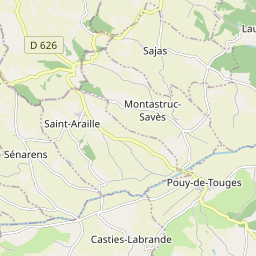 Lau
D 626
Sajas
Montastruc-
Savès
Saint-Araille
Sénarens
Pouy-de-Touges
Casties-Labrande